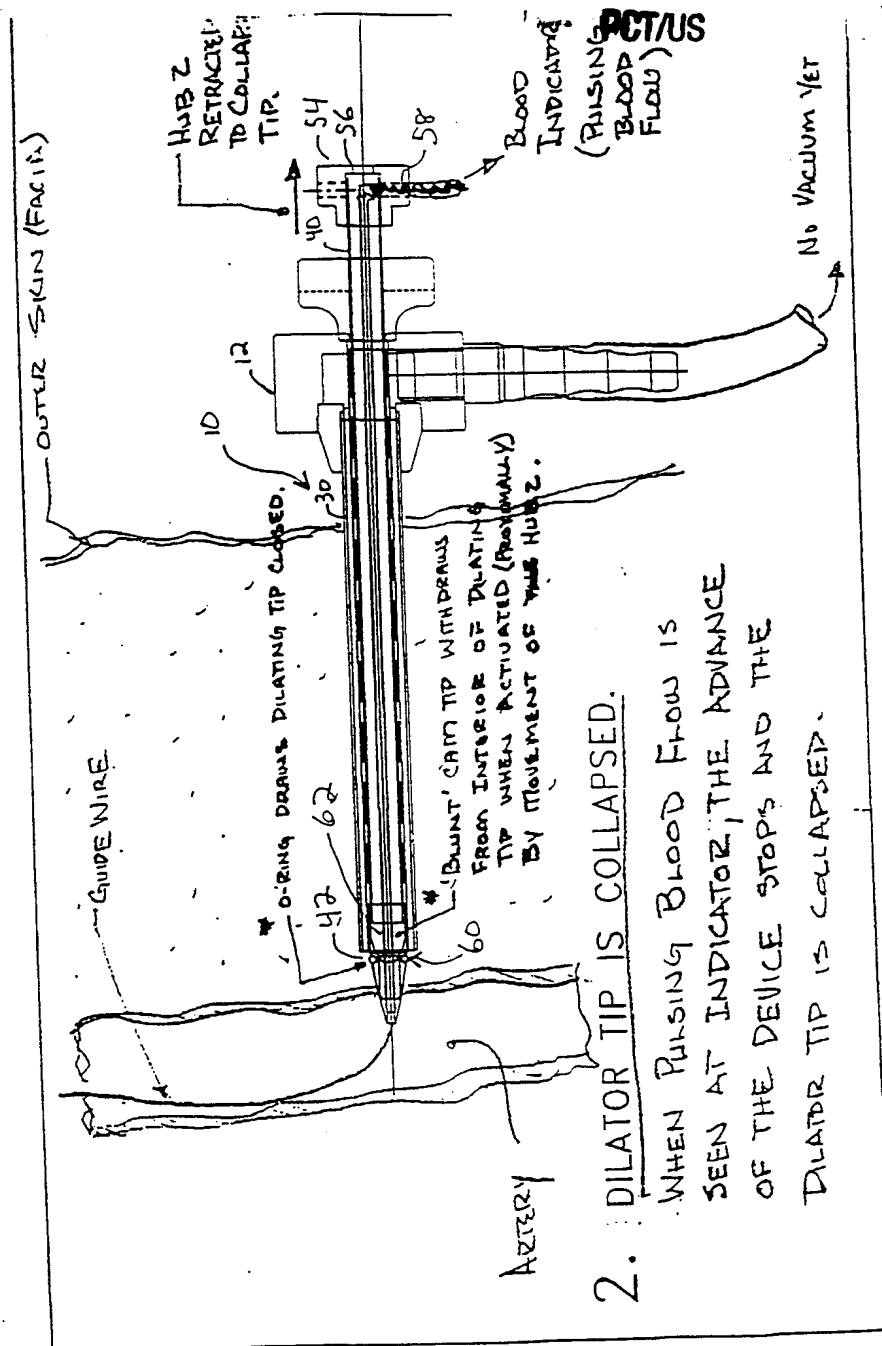 PCT/US
OUTER SKIN (FACIA)
HUB 2
RETRACTED
TO COLLAPSE
TIP.
54
56
58
40
12
10
30
BLOOD
INDICATOR
(PULSING
BLOOD
FLOW)
NO VACUUM YET
GUIDE WIRE
* O-RING DRAWS DILATING TIP CLOSED.
42
62
60
* 'BLUNT' CAM TIP WITHDRAWS
FROM INTERIOR OF DILATING
TIP WHEN ACTIVATED (PROXIMALLY)
BY MOVEMENT OF HUB 2.
ARTERY
2. DILATOR TIP IS COLLAPSED.
WHEN PULSING BLOOD FLOW IS
SEEN AT INDICATOR, THE ADVANCE
OF THE DEVICE STOPS AND THE
DILATOR TIP IS COLLAPSED.